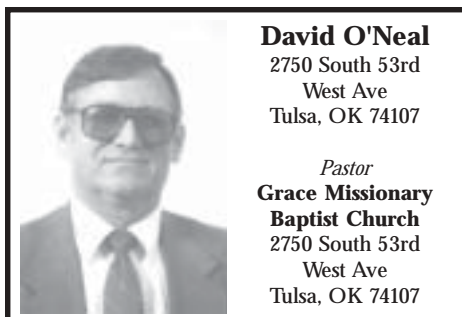 David O'Neal
2750 South 53rd
West Ave
Tulsa, OK 74107
Pastor
Grace Missionary
Baptist Church
2750 South 53rd
West Ave
Tulsa, OK 74107